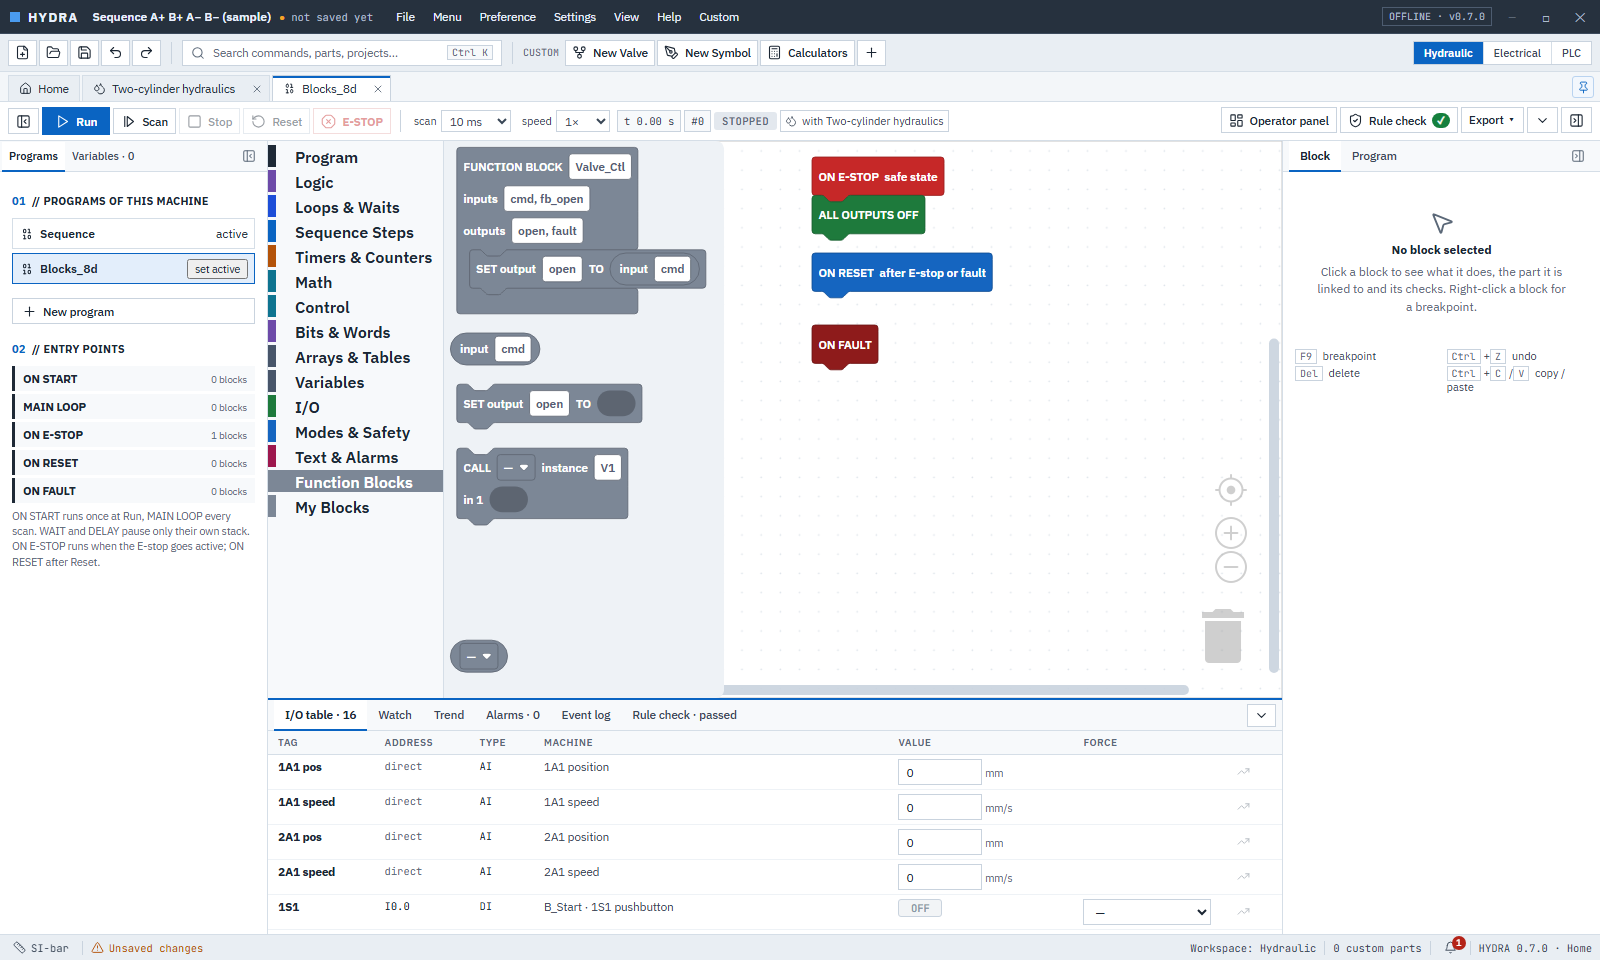 HYDRA Sequence A+ B+ A− B− (sample) • not saved yet File Menu Preference Settings View Help Custom OFFLINE · v0.7.0
Search commands, parts, projects... Ctrl K CUSTOM New Valve New Symbol Calculators Hydraulic Electrical PLC
Home Two-cylinder hydraulics Blocks_8d
Run Scan Stop Reset E-STOP scan 10 ms speed 1× t 0.00 s #0 STOPPED with Two-cylinder hydraulics Operator panel Rule check Export
Programs Variables · 0
01 // PROGRAMS OF THIS MACHINE
Sequence active
Blocks_8d set active
New program
02 // ENTRY POINTS
ON START 0 blocks
MAIN LOOP 0 blocks
ON E-STOP 1 blocks
ON RESET 0 blocks
ON FAULT 0 blocks
ON START runs once at Run, MAIN LOOP every
scan. WAIT and DELAY pause only their own stack.
ON E-STOP runs when the E-stop goes active; ON
RESET after Reset.
Program
Logic
Loops & Waits
Sequence Steps
Timers & Counters
Math
Control
Bits & Words
Arrays & Tables
Variables
I/O
Modes & Safety
Text & Alarms
Function Blocks
My Blocks
FUNCTION BLOCK Valve_Ctl
inputs cmd, fb_open
outputs open, fault
SET output open TO input cmd
input cmd
SET output open TO
CALL — instance V1
in 1
—
ON E-STOP safe state
ALL OUTPUTS OFF
ON RESET after E-stop or fault
ON FAULT
Block Program
No block selected
Click a block to see what it does, the part it is
linked to and its checks. Right-click a block for
a breakpoint.
F9 breakpoint Ctrl + Z undo
Del delete Ctrl + C / V copy /
paste
I/O table · 16 Watch Trend Alarms · 0 Event log Rule check · passed
TAG ADDRESS TYPE MACHINE VALUE FORCE
1A1 pos direct AI 1A1 position 0 mm
1A1 speed direct AI 1A1 speed 0 mm/s
2A1 pos direct AI 2A1 position 0 mm
2A1 speed direct AI 2A1 speed 0 mm/s
1S1 I0.0 DI B_Start · 1S1 pushbutton OFF —
SI-bar Unsaved changes Workspace: Hydraulic 0 custom parts 1 HYDRA 0.7.0 · Home